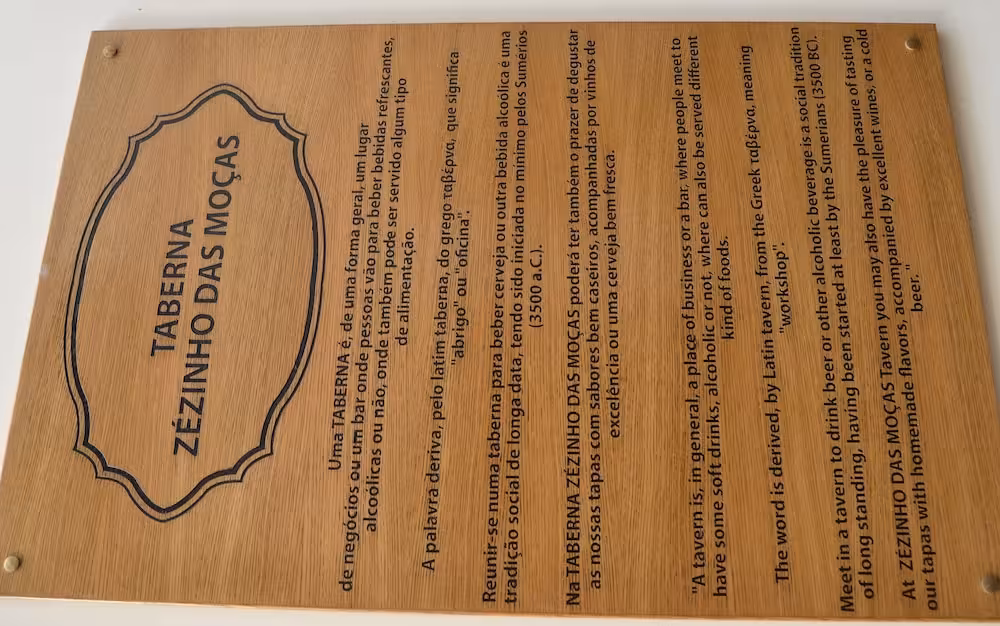 TABERNA
ZÉZINHO DAS MOÇAS
Uma TABERNA é, de uma forma geral, um lugar
de negócios ou um bar onde pessoas vão para beber bebidas refrescantes,
alcoólicas ou não, onde também pode ser servido algum tipo
de alimentação.
A palavra deriva, pelo latim taberna, do grego ταβέρνα, que significa
"abrigo" ou "oficina".
Reunir-se numa taberna para beber cerveja ou outra bebida alcoólica é uma
tradição social de longa data, tendo sido iniciada no mínimo pelos Sumérios
(3500 a.C.).
Na TABERNA ZÉZINHO DAS MOÇAS poderá ter também o prazer de degustar
as nossas tapas com sabores bem caseiros, acompanhadas por vinhos de
excelência ou uma cerveja bem fresca.
"A tavern is, in general, a place of business or a bar, where people meet to
have some soft drinks, alcoholic or not, where can also be served different
kind of foods.
The word is derived, by Latin tavern, from the Greek ταβέρνα, meaning
"workshop".
Meet in a tavern to drink beer or other alcoholic beverage is a social tradition
of long standing, having been started at least by the Sumerians (3500 BC).
At ZÉZINHO DAS MOÇAS Tavern you may also have the pleasure of tasting
our tapas with homemade flavors, accompanied by excellent wines, or a cold
beer."